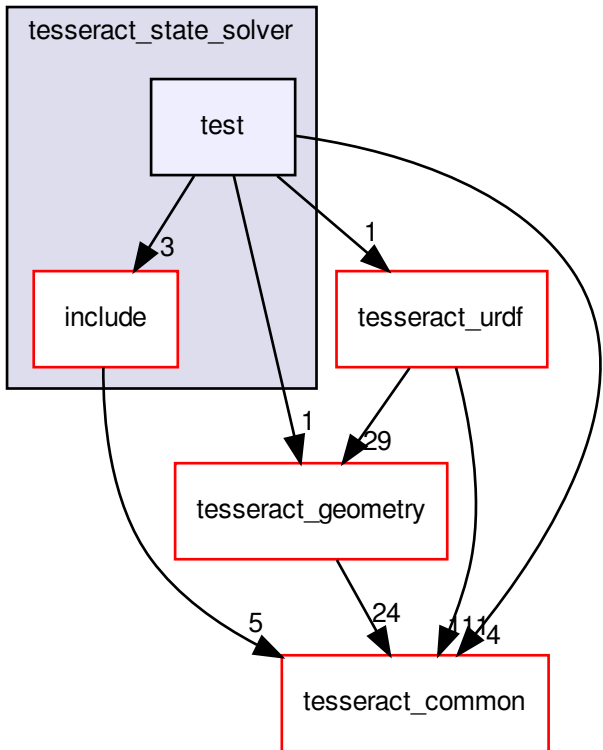 tesseract_state_solver
test
3
1
include
tesseract_urdf
1
29
tesseract_geometry
24
5
111
4
tesseract_common